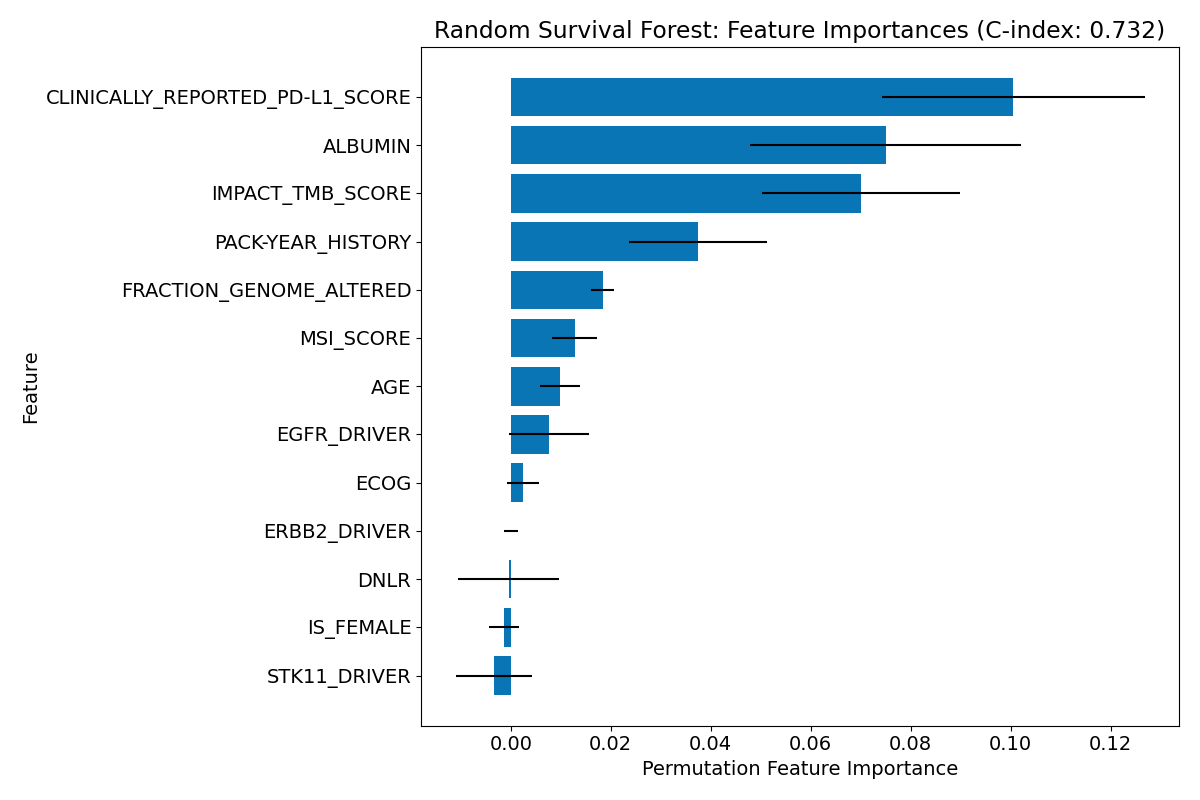 Random Survival Forest: Feature Importances (C-index: 0.732)
CLINICALLY_REPORTED_PD-L1_SCORE
ALBUMIN
IMPACT_TMB_SCORE
PACK-YEAR_HISTORY
FRACTION_GENOME_ALTERED
MSI_SCORE
AGE
EGFR_DRIVER
ECOG
ERBB2_DRIVER
DNLR
IS_FEMALE
STK11_DRIVER
Feature
0.00 0.02 0.04 0.06 0.08 0.10 0.12
Permutation Feature Importance